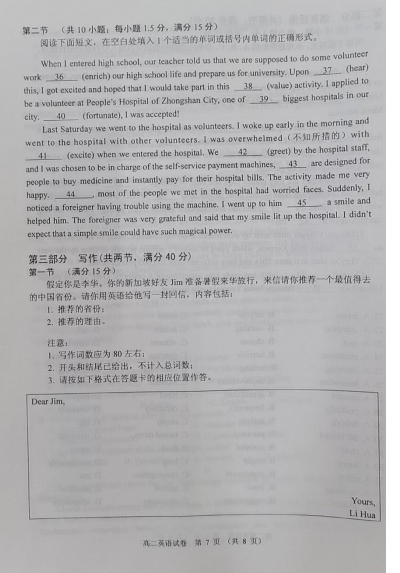 第二节 （共 10 小题；每小题 1.5 分，满分 15 分）
阅读下面短文，在空白处填入 1 个适当的单词或括号内单词的正确形式。
When I entered high school, our teacher told us that we are supposed to do some volunteer
work 36 (enrich) our high school life and prepare us for university. Upon 37 (hear)
this, I got excited and hoped that I would take part in this 38 (value) activity. I applied to
be a volunteer at People's Hospital of Zhongshan City, one of 39 biggest hospitals in our
city. 40 (fortunate), I was accepted!
Last Saturday we went to the hospital as volunteers. I woke up early in the morning and
went to the hospital with other volunteers. I was overwhelmed (不知所措的) with
41 (excite) when we entered the hospital. We 42 (greet) by the hospital staff,
and I was chosen to be in charge of the self-service payment machines, 43 are designed for
people to buy medicine and instantly pay for their hospital bills. The activity made me very
happy. 44 , most of the people we met in the hospital had worried faces. Suddenly, I
noticed a foreigner having trouble using the machine. I went up to him 45 a smile and
helped him. The foreigner was very grateful and said that my smile lit up the hospital. I didn't
expect that a simple smile could have such magical power.
第三部分 写作(共两节，满分 40 分)
第一节 （满分 15 分）
假定你是李华，你的新加坡好友 Jim 准备暑假来华旅行，来信请你推荐一个最值得去
的中国省份。请你用英语给他写一封回信，内容包括：
1. 推荐的省份；
2. 推荐的理由。
注意：
1. 写作词数应为 80 左右；
2. 开头和结尾已给出，不计入总词数；
3. 请按如下格式在答题卡的相应位置作答。
Dear Jim,
Yours,
Li Hua
高二英语试卷 第 7 页 （共 8 页）